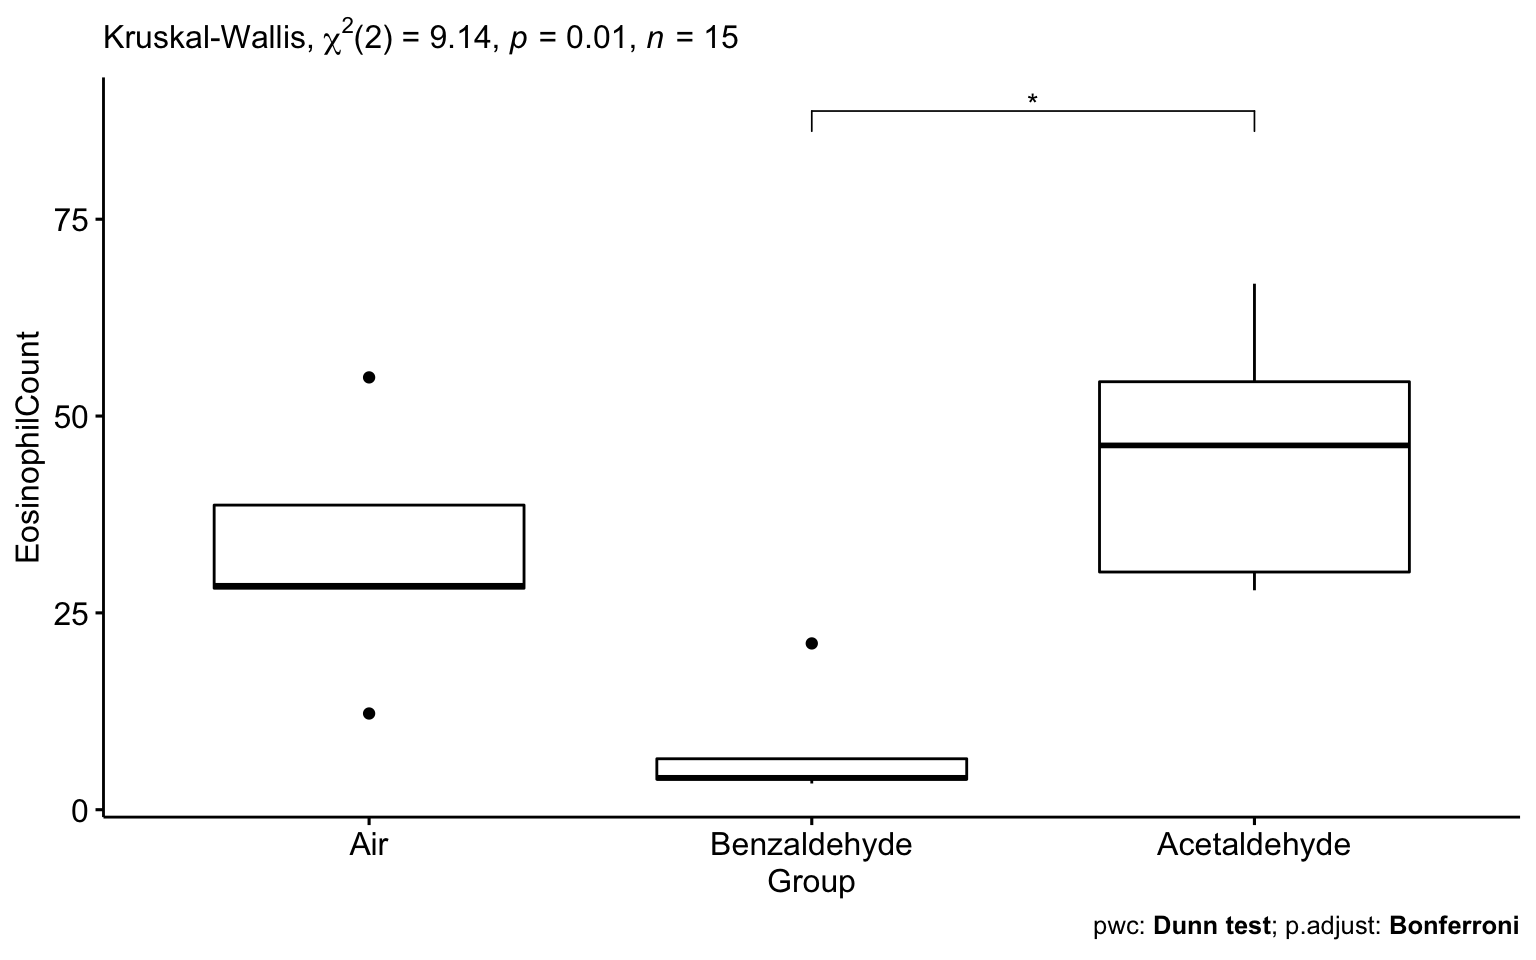 Kruskal-Wallis, χ²(2) = 9.14, p = 0.01, n = 15
*
75
50
25
0
EosinophilCount
Air Benzaldehyde Acetaldehyde
Group
pwc: Dunn test; p.adjust: Bonferroni